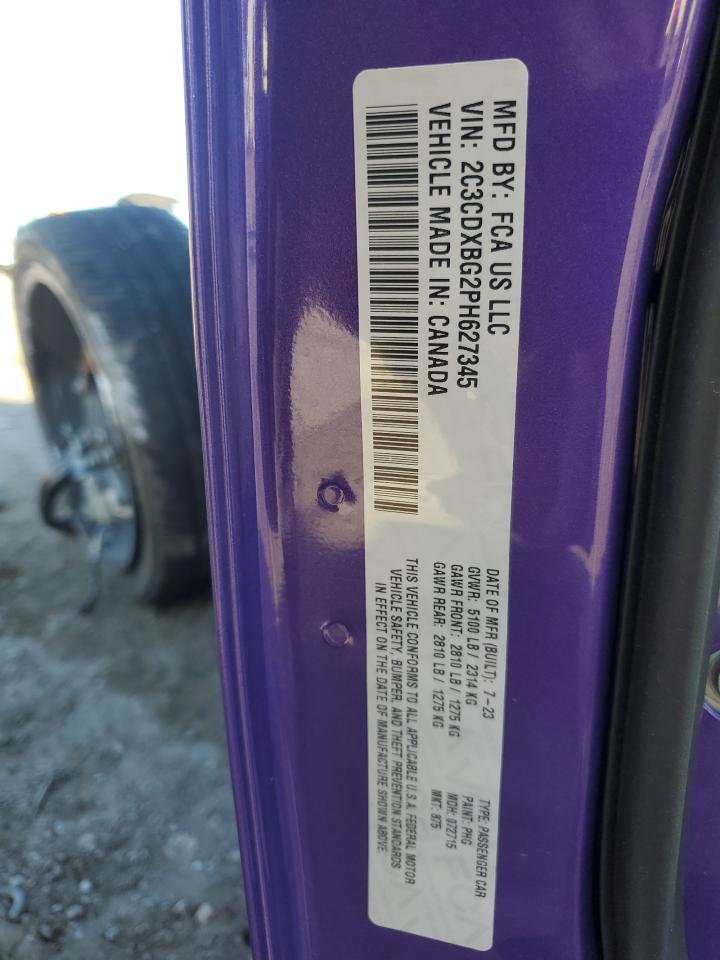 MFD BY: FCA US LLC
VIN: 2C3CDXBG2PH627345
VEHICLE MADE IN: CANADA
DATE OF MFR (BUILT): 7-23
GVWR: 5100 LB / 2314 KG
GAWR FRONT: 2810 LB / 1275 KG
GAWR REAR: 2810 LB / 1275 KG
TYPE: PASSENGER CAR
PAINT: PHG
MDH: 072715
MKT: 875
THIS VEHICLE CONFORMS TO ALL APPLICABLE U.S.A. FEDERAL MOTOR
VEHICLE SAFETY, BUMPER, AND THEFT PREVENTION STANDARDS
IN EFFECT ON THE DATE OF MANUFACTURE SHOWN ABOVE.